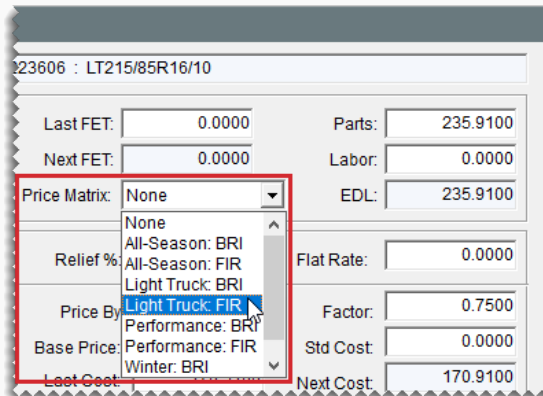 223606 : LT215/85R16/10
Last FET: 0.0000 Parts: 235.9100
Next FET: 0.0000 Labor: 0.0000
Price Matrix: None EDL: 235.9100
None
All-Season: BRI
Relief %: All-Season: FIR Flat Rate: 0.0000
Light Truck: BRI
Price By Light Truck: FIR Factor: 0.7500
Performance: BRI
Base Price: Performance: FIR Std Cost: 0.0000
Winter: BRI
Last Cost: Next Cost: 170.9100